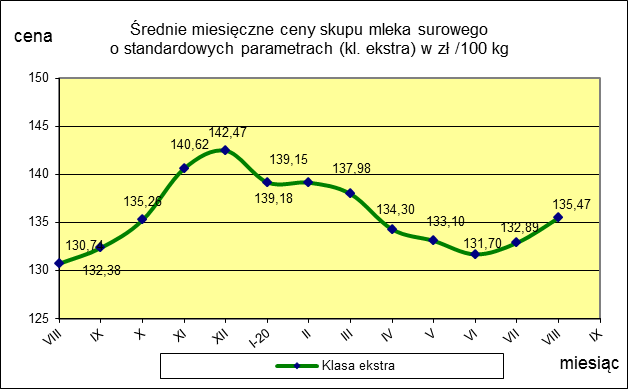 Średnie miesięczne ceny skupu mleka surowego
o standardowych parametrach (kl. ekstra) w zł /100 kg
cena
150
145
140
135
130
125
130,74
132,38
135,26
140,62
142,47
139,18
139,15
137,98
134,30
133,10
131,70
132,89
135,47
VIII
IX
X
XI
XII
I-20
II
III
IV
V
VI
VII
VIII
IX
Klasa ekstra
miesiąc